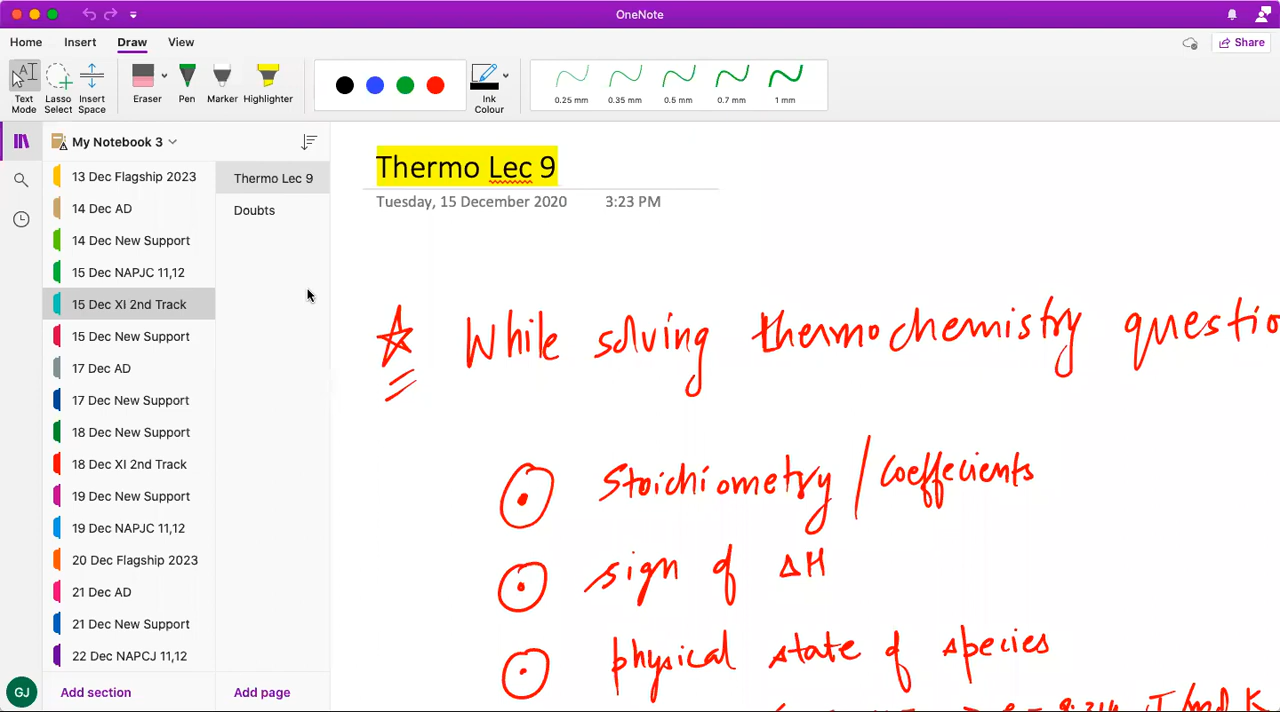 OneNote
Home Insert Draw View
Share
Text Mode
Lasso Select
Insert Space
Eraser
Pen
Marker
Highlighter
Ink Colour
0.25 mm 0.35 mm 0.5 mm 0.7 mm 1 mm
My Notebook 3
13 Dec Flagship 2023
14 Dec AD
14 Dec New Support
15 Dec NAPJC 11,12
15 Dec XI 2nd Track
15 Dec New Support
17 Dec AD
17 Dec New Support
18 Dec New Support
18 Dec XI 2nd Track
19 Dec New Support
19 Dec NAPJC 11,12
20 Dec Flagship 2023
21 Dec AD
21 Dec New Support
22 Dec NAPCJ 11,12
Add section
GJ
Thermo Lec 9
Doubts
Add page
Thermo Lec 9
Tuesday, 15 December 2020 3:23 PM
While solving thermochemistry questio
Stoichiometry / Coeffecients
sign of ΔH
physical state of species